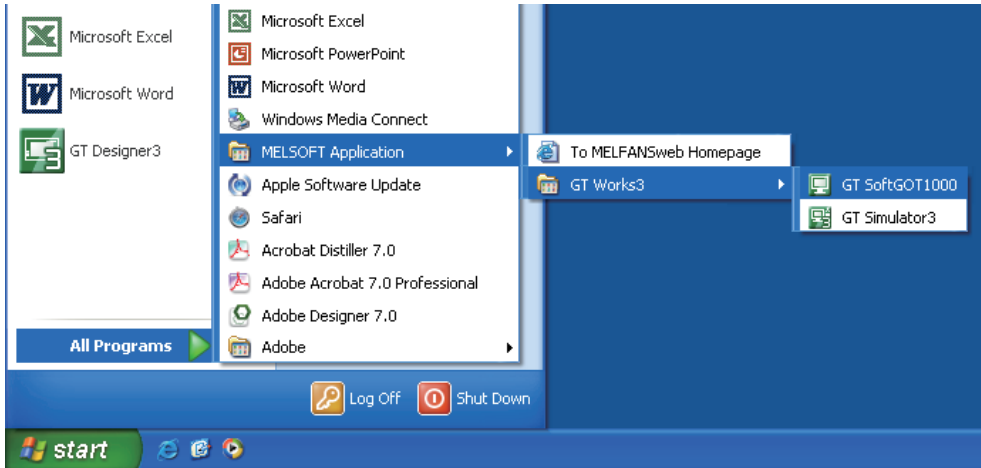 Microsoft Excel
Microsoft Word
GT Designer3
All Programs
Microsoft Excel
Microsoft PowerPoint
Microsoft Word
Windows Media Connect
MELSOFT Application
Apple Software Update
Safari
Acrobat Distiller 7.0
Adobe Acrobat 7.0 Professional
Adobe Designer 7.0
Adobe
To MELFANSweb Homepage
GT Works3
GT SoftGOT1000
GT Simulator3
Log Off
Shut Down
start